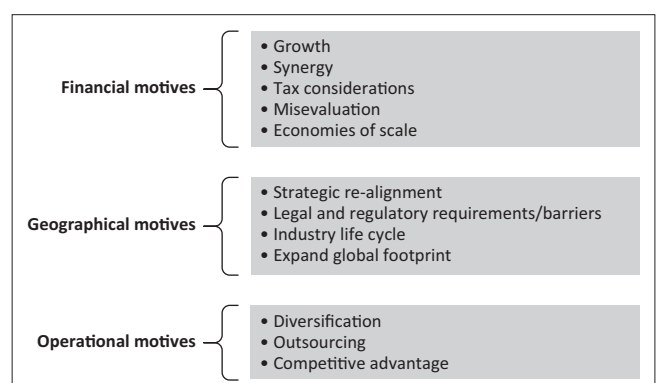 Financial motives
• Growth
• Synergy
• Tax considerations
• Misevaluation
• Economies of scale
Geographical motives
• Strategic re-alignment
• Legal and regulatory requirements/barriers
• Industry life cycle
• Expand global footprint
Operational motives
• Diversification
• Outsourcing
• Competitive advantage